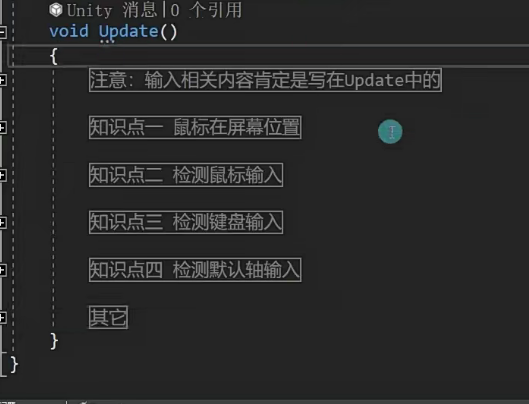 Unity 消息|0 个引用
void Update()
{
注意：输入相关内容肯定是写在Update中的
知识点一 鼠标在屏幕位置
知识点二 检测鼠标输入
知识点三 检测键盘输入
知识点四 检测默认轴输入
其它
}
}